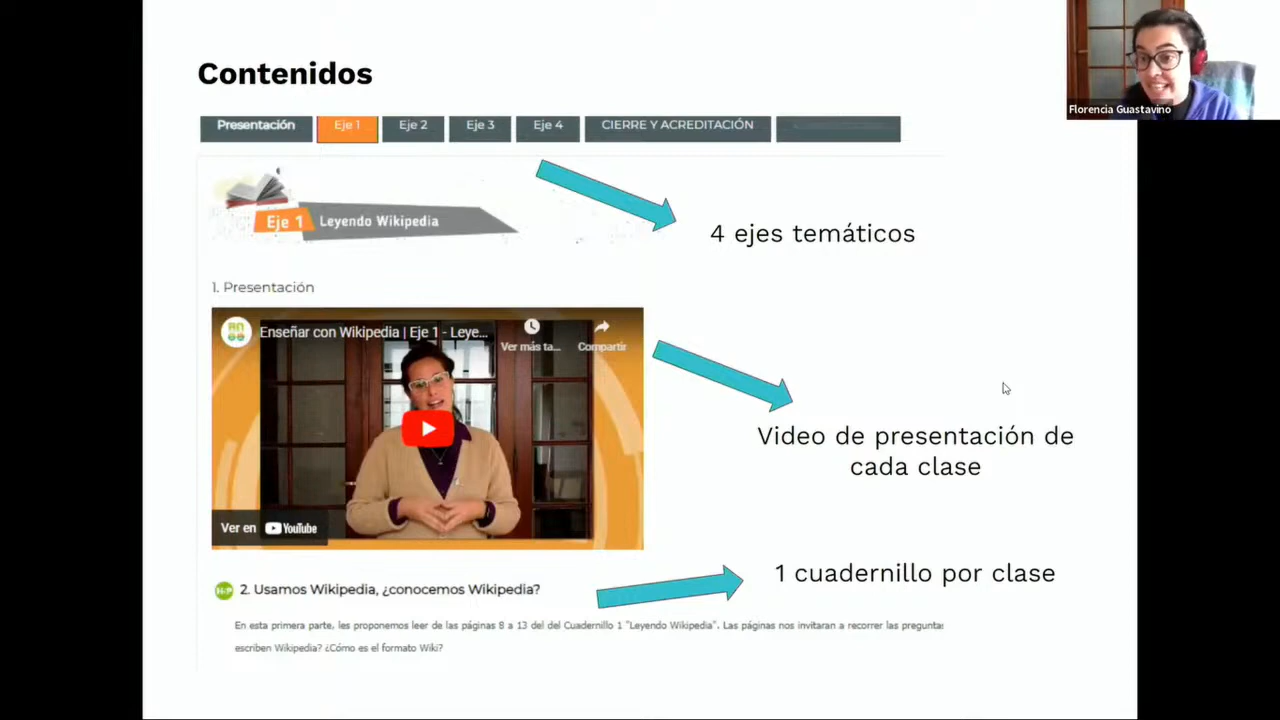 Contenidos
Florencia Guastavino
Presentación
Eje 1
Eje 2
Eje 3
Eje 4
CIERRE Y ACREDITACIÓN
Eje 1 Leyendo Wikipedia
4 ejes temáticos
1. Presentación
Enseñar con Wikipedia | Eje 1 - Leye...
Ver más ta...
Compartir
Ver en YouTube
Video de presentación de
cada clase
1 cuadernillo por clase
H-P 2. Usamos Wikipedia, ¿conocemos Wikipedia?
En esta primera parte, les proponemos leer de las páginas 8 a 13 del del Cuadernillo 1 "Leyendo Wikipedia". Las páginas nos invitaran a recorrer las preguntas
escriben Wikipedia? ¿Cómo es el formato Wiki?